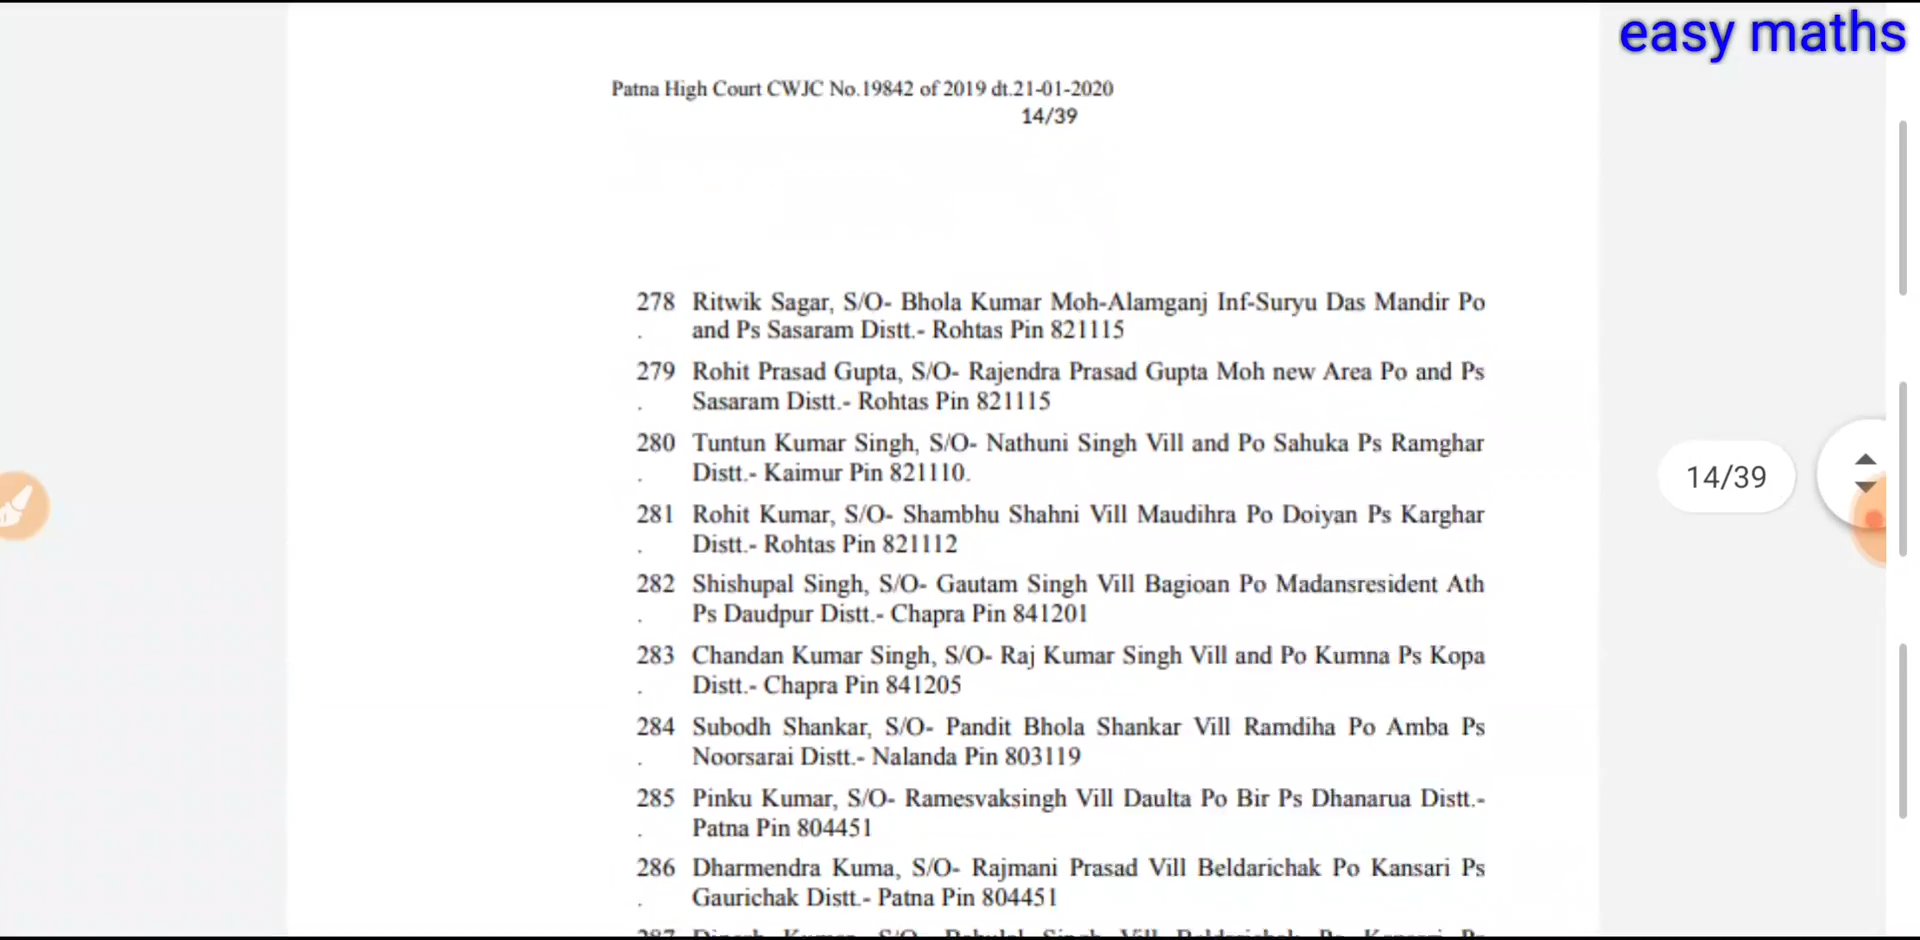 easy maths
Patna High Court CWJC No.19842 of 2019 dt.21-01-2020
14/39
278 Ritwik Sagar, S/O- Bhola Kumar Moh-Alamganj Inf-Suryu Das Mandir Po
. and Ps Sasaram Distt.- Rohtas Pin 821115
279 Rohit Prasad Gupta, S/O- Rajendra Prasad Gupta Moh new Area Po and Ps
. Sasaram Distt.- Rohtas Pin 821115
280 Tuntun Kumar Singh, S/O- Nathuni Singh Vill and Po Sahuka Ps Ramghar
. Distt.- Kaimur Pin 821110.
14/39
281 Rohit Kumar, S/O- Shambhu Shahni Vill Maudihra Po Doiyan Ps Karghar
. Distt.- Rohtas Pin 821112
282 Shishupal Singh, S/O- Gautam Singh Vill Bagioan Po Madansresident Ath
. Ps Daudpur Distt.- Chapra Pin 841201
283 Chandan Kumar Singh, S/O- Raj Kumar Singh Vill and Po Kumna Ps Kopa
. Distt.- Chapra Pin 841205
284 Subodh Shankar, S/O- Pandit Bhola Shankar Vill Ramdiha Po Amba Ps
. Noorsarai Distt.- Nalanda Pin 803119
285 Pinku Kumar, S/O- Ramesvaksingh Vill Daulta Po Bir Ps Dhanarua Distt.-
. Patna Pin 804451
286 Dharmendra Kuma, S/O- Rajmani Prasad Vill Beldarichak Po Kansari Ps
. Gaurichak Distt.- Patna Pin 804451